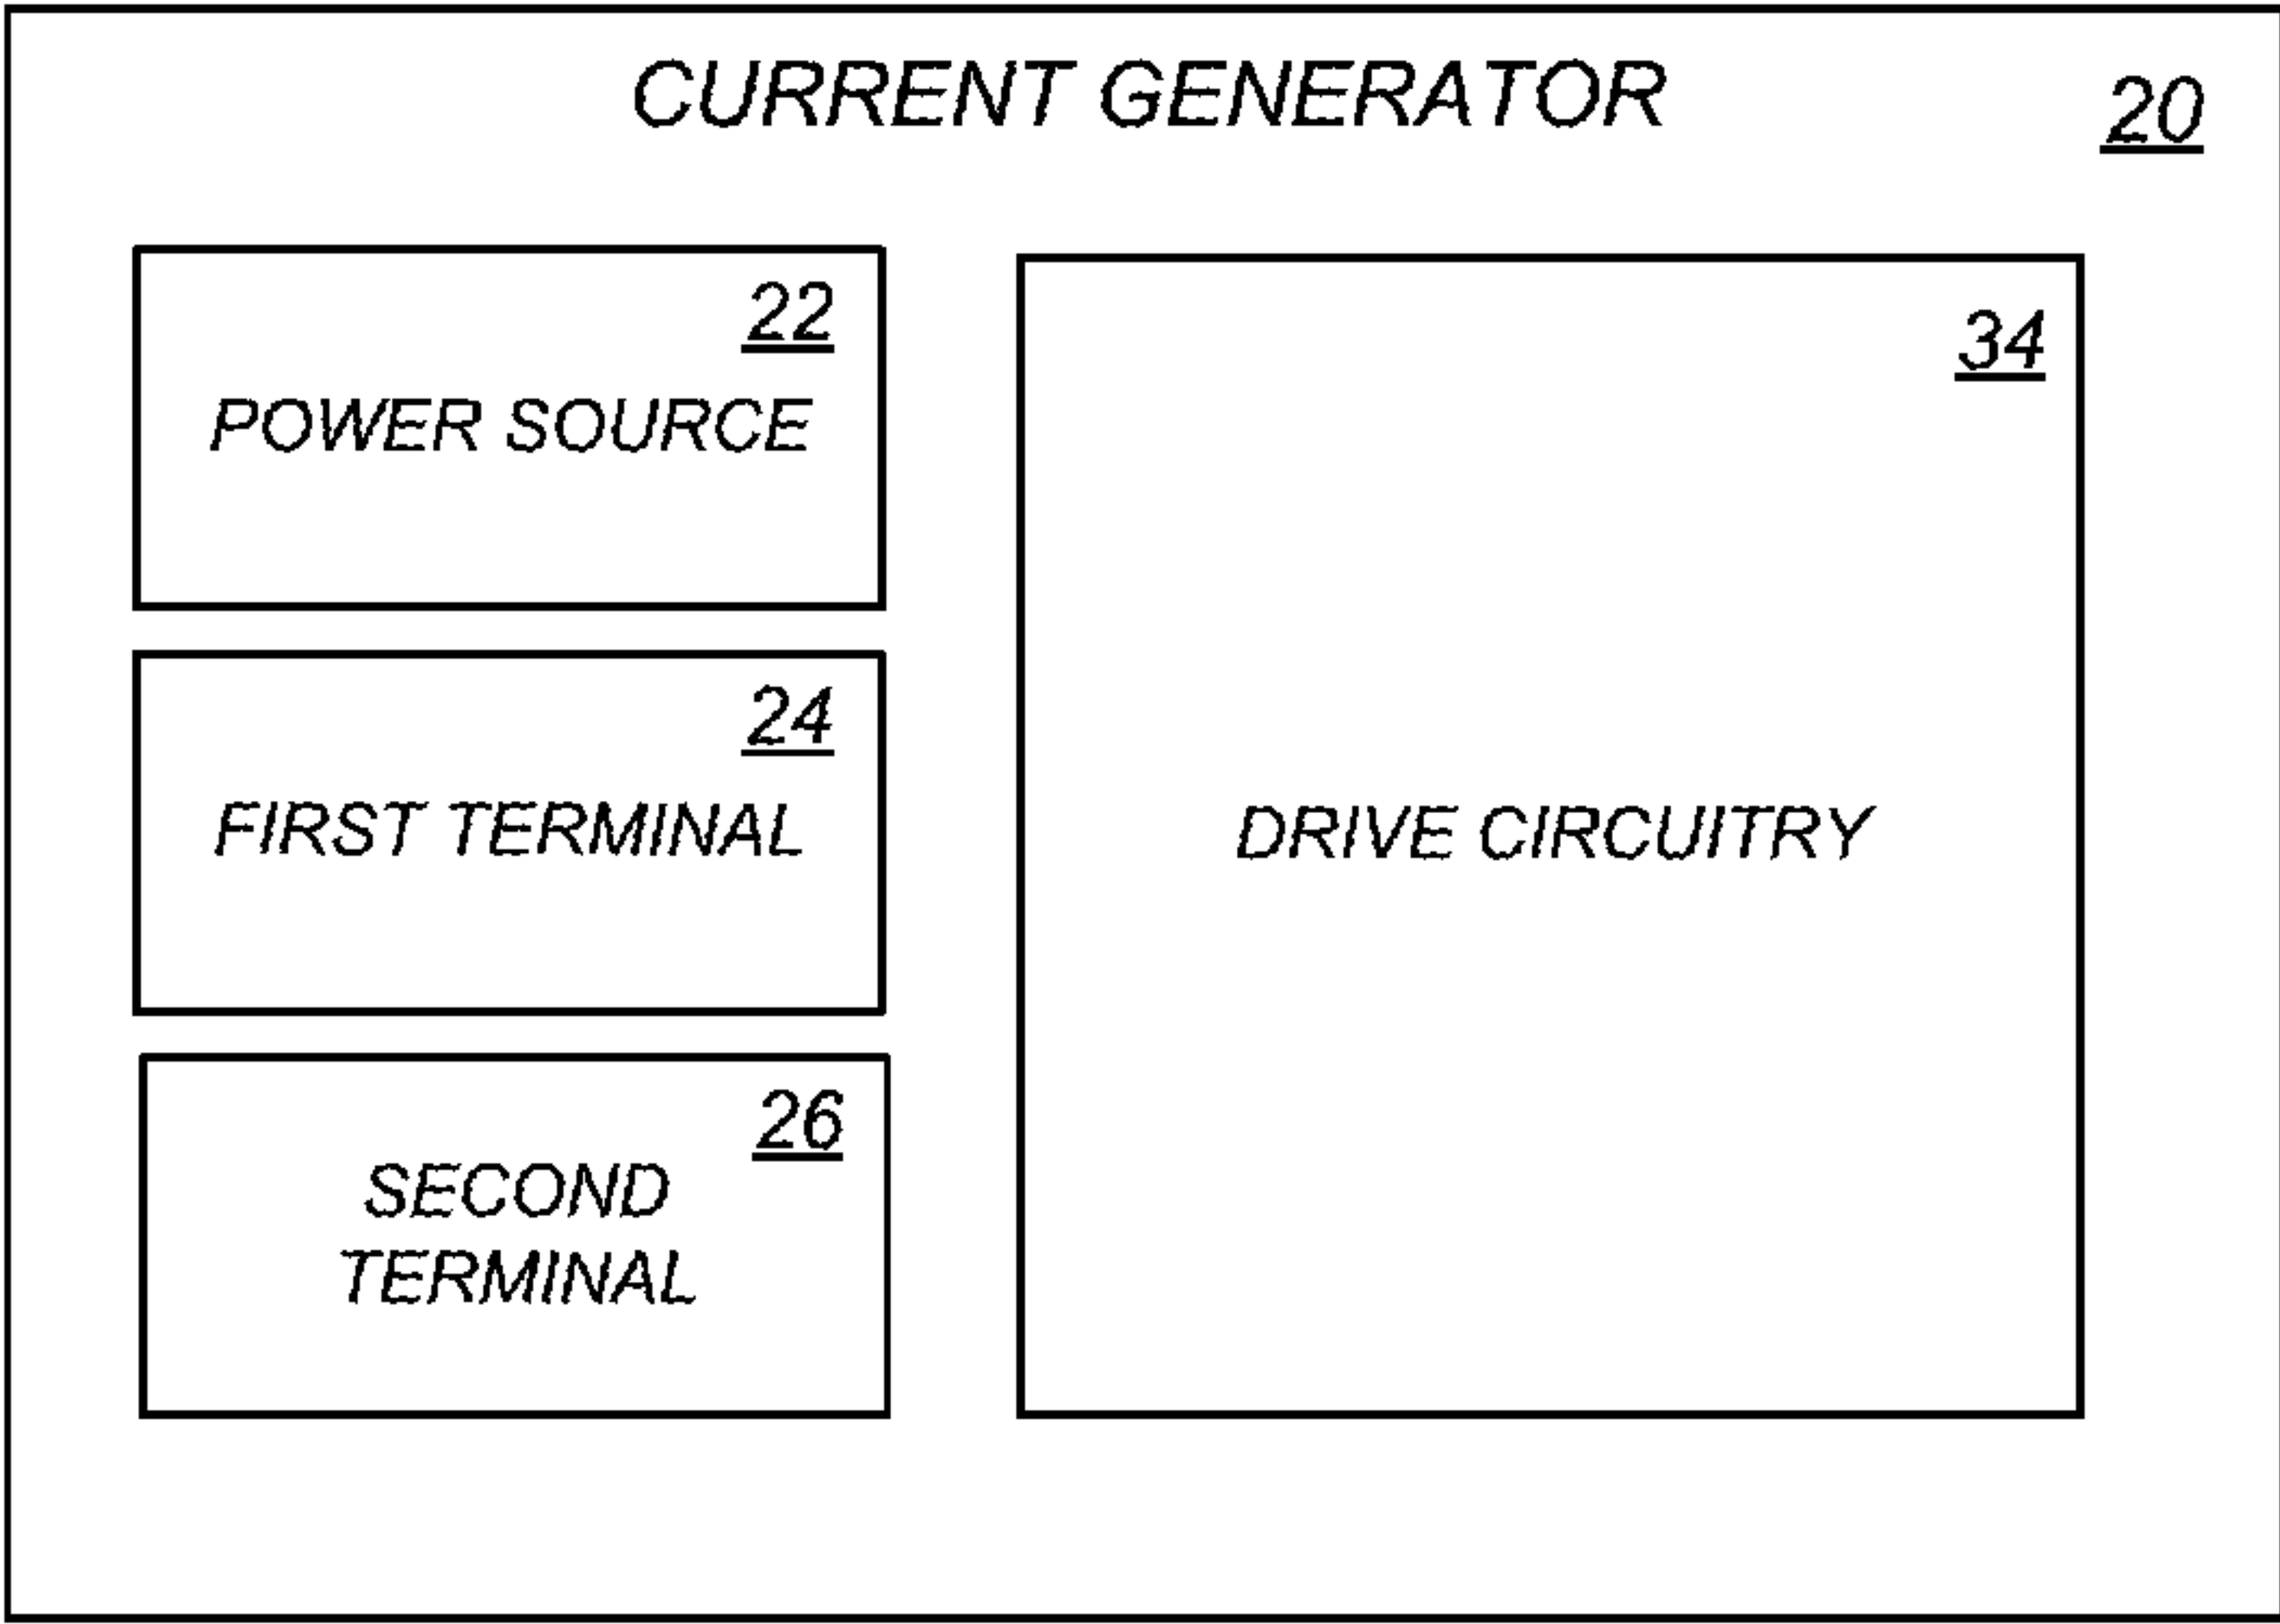 CURRENT GENERATOR
20
22
POWER SOURCE
24
FIRST TERMINAL
26
SECOND
TERMINAL
34
DRIVE CIRCUITRY